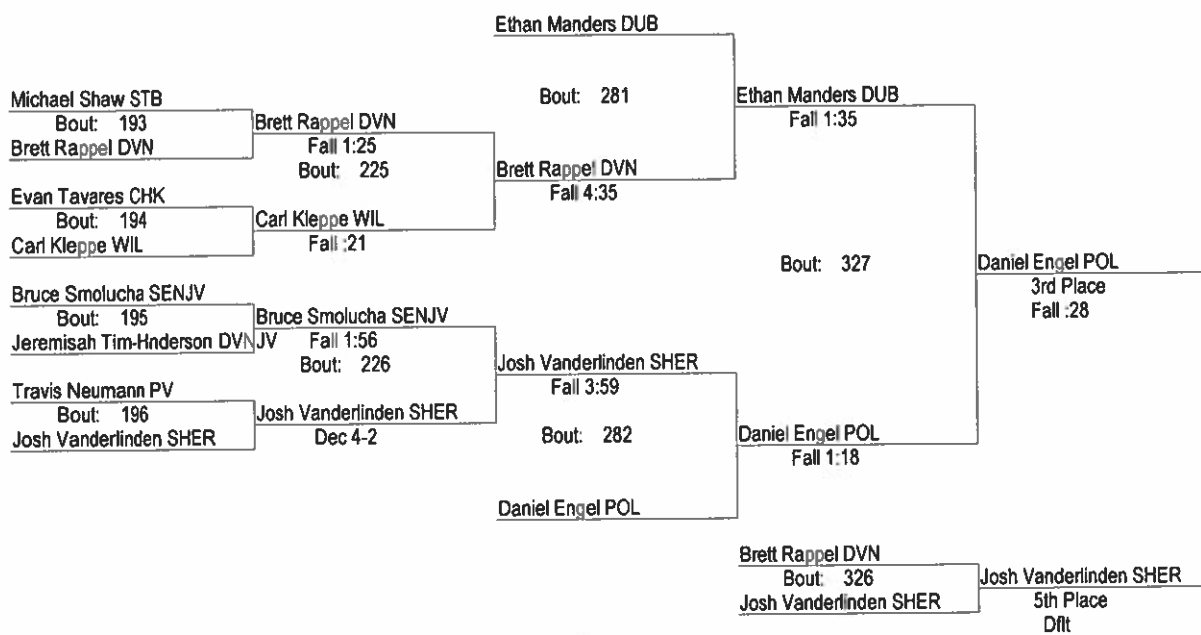 Ethan Manders DUB
Bout: 281
Ethan Manders DUB
Fall 1:35
Michael Shaw STB
Bout: 193
Brett Rappel DVN
Brett Rappel DVN
Fall 1:25
Bout: 225
Brett Rappel DVN
Fall 4:35
Evan Tavares CHK
Bout: 194
Carl Kleppe WIL
Carl Kleppe WIL
Fall :21
Bout: 327
Daniel Engel POL
3rd Place
Fall :28
Bruce Smolucha SENJV
Bout: 195
Jeremisah Tim-Hnderson DVNJV
Bruce Smolucha SENJV
Fall 1:56
Bout: 226
Josh Vanderlinden SHER
Fall 3:59
Travis Neumann PV
Bout: 196
Josh Vanderlinden SHER
Josh Vanderlinden SHER
Dec 4-2
Bout: 282
Daniel Engel POL
Fall 1:18
Daniel Engel POL
Brett Rappel DVN
Bout: 326
Josh Vanderlinden SHER
Josh Vanderlinden SHER
5th Place
Dflt